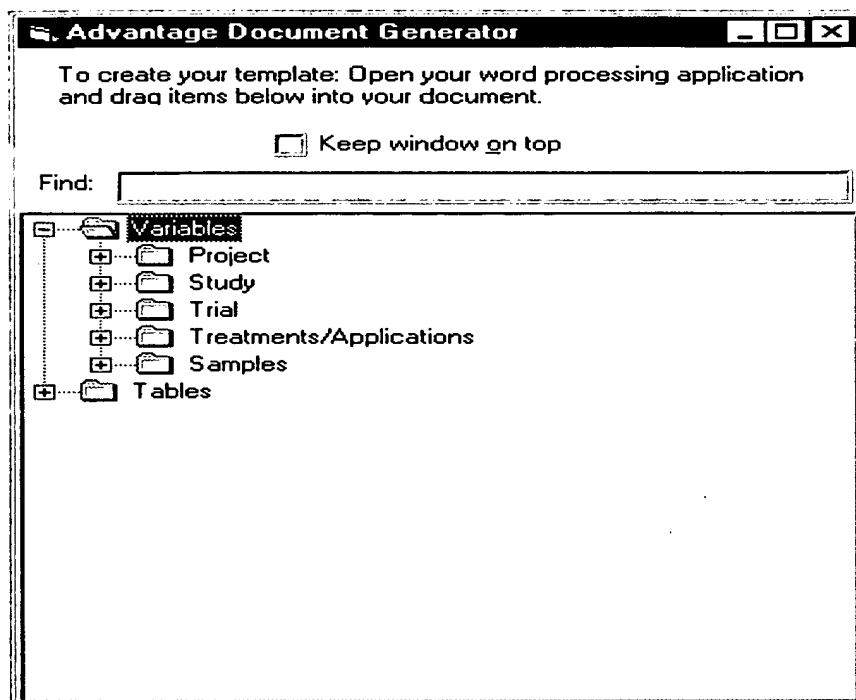 Advantage Document Generator
To create your template: Open your word processing application
and drag items below into your document.
Keep window on top
Find:
Variables
Project
Study
Trial
Treatments/Applications
Samples
Tables